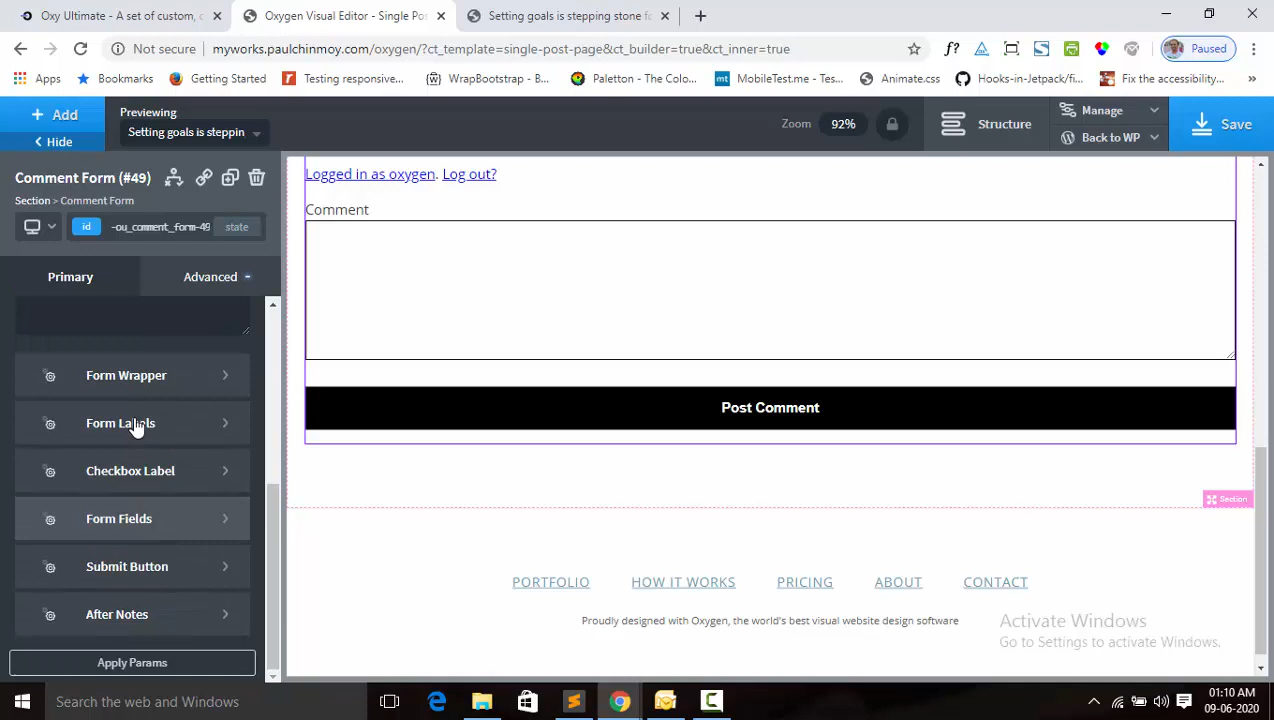 Oxy Ultimate - A set of custom, c
Oxygen Visual Editor - Single Pos
Setting goals is stepping stone fo
Not secure
myworks.paulchinmoy.com/oxygen/?ct_template=single-post-page&ct_builder=true&ct_inner=true
f?
Paused
Apps
Bookmarks
Getting Started
Testing responsive...
WrapBootstrap - B...
Paletton - The Colo...
mt
MobileTest.me - Tes...
Animate.css
Hooks-in-Jetpack/fi...
Fix the accessibility...
»
+ Add
Hide
Previewing
Setting goals is steppin
Zoom
92%
Structure
Manage
Back to WP
Save
Comment Form (#49)
Section > Comment Form
id
-ou_comment_form-49
state
Primary
Advanced
Form Wrapper
Form Labels
Checkbox Label
Form Fields
Submit Button
After Notes
Apply Params
Logged in as oxygen. Log out?
Comment
Post Comment
Section
PORTFOLIO
HOW IT WORKS
PRICING
ABOUT
CONTACT
Proudly designed with Oxygen, the world's best visual website design software
Activate Windows
Go to Settings to activate Windows.
Search the web and Windows
01:10 AM
09-06-2020